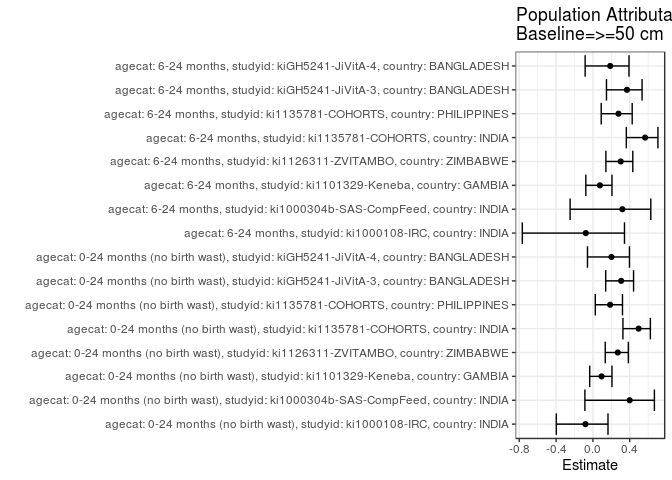 Population Attributa
Baseline=>=50 cm
agecat: 6-24 months, studyid: kiGH5241-JiVitA-4, country: BANGLADESH
agecat: 6-24 months, studyid: kiGH5241-JiVitA-3, country: BANGLADESH
agecat: 6-24 months, studyid: ki1135781-COHORTS, country: PHILIPPINES
agecat: 6-24 months, studyid: ki1135781-COHORTS, country: INDIA
agecat: 6-24 months, studyid: ki1126311-ZVITAMBO, country: ZIMBABWE
agecat: 6-24 months, studyid: ki1101329-Keneba, country: GAMBIA
agecat: 6-24 months, studyid: ki1000304b-SAS-CompFeed, country: INDIA
agecat: 6-24 months, studyid: ki1000108-IRC, country: INDIA
agecat: 0-24 months (no birth wast), studyid: kiGH5241-JiVitA-4, country: BANGLADESH
agecat: 0-24 months (no birth wast), studyid: kiGH5241-JiVitA-3, country: BANGLADESH
agecat: 0-24 months (no birth wast), studyid: ki1135781-COHORTS, country: PHILIPPINES
agecat: 0-24 months (no birth wast), studyid: ki1135781-COHORTS, country: INDIA
agecat: 0-24 months (no birth wast), studyid: ki1126311-ZVITAMBO, country: ZIMBABWE
agecat: 0-24 months (no birth wast), studyid: ki1101329-Keneba, country: GAMBIA
agecat: 0-24 months (no birth wast), studyid: ki1000304b-SAS-CompFeed, country: INDIA
agecat: 0-24 months (no birth wast), studyid: ki1000108-IRC, country: INDIA
-0.8 -0.4 0.0 0.4
Estimate